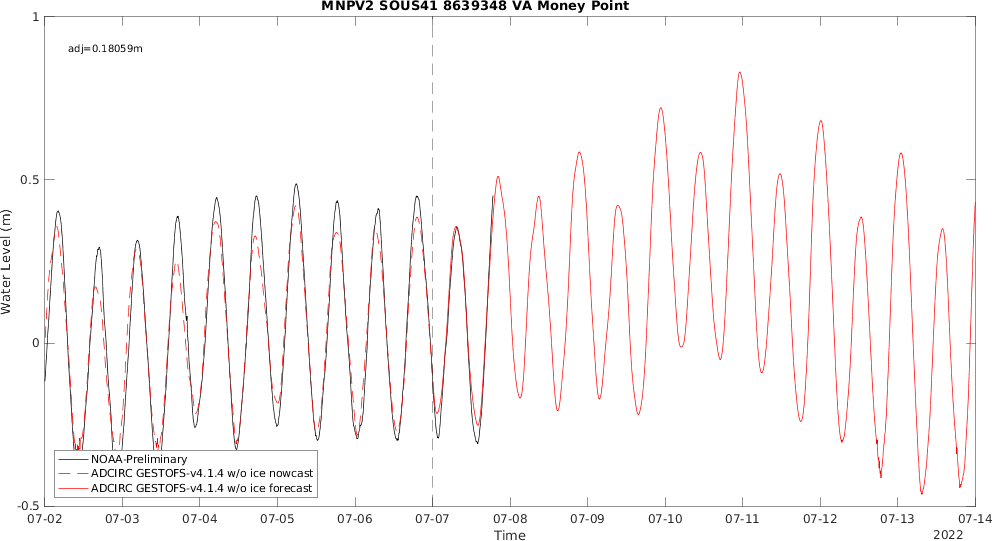 MNPV2 SOUS41 8639348 VA Money Point
1
adj=0.18059m
0.5
Water Level (m)
0
NOAA-Preliminary
ADCIRC GESTOFS-v4.1.4 w/o ice nowcast
ADCIRC GESTOFS-v4.1.4 w/o ice forecast
-0.5
07-02 07-03 07-04 07-05 07-06 07-07 07-08 07-09 07-10 07-11 07-12 07-13 07-14
Time
2022